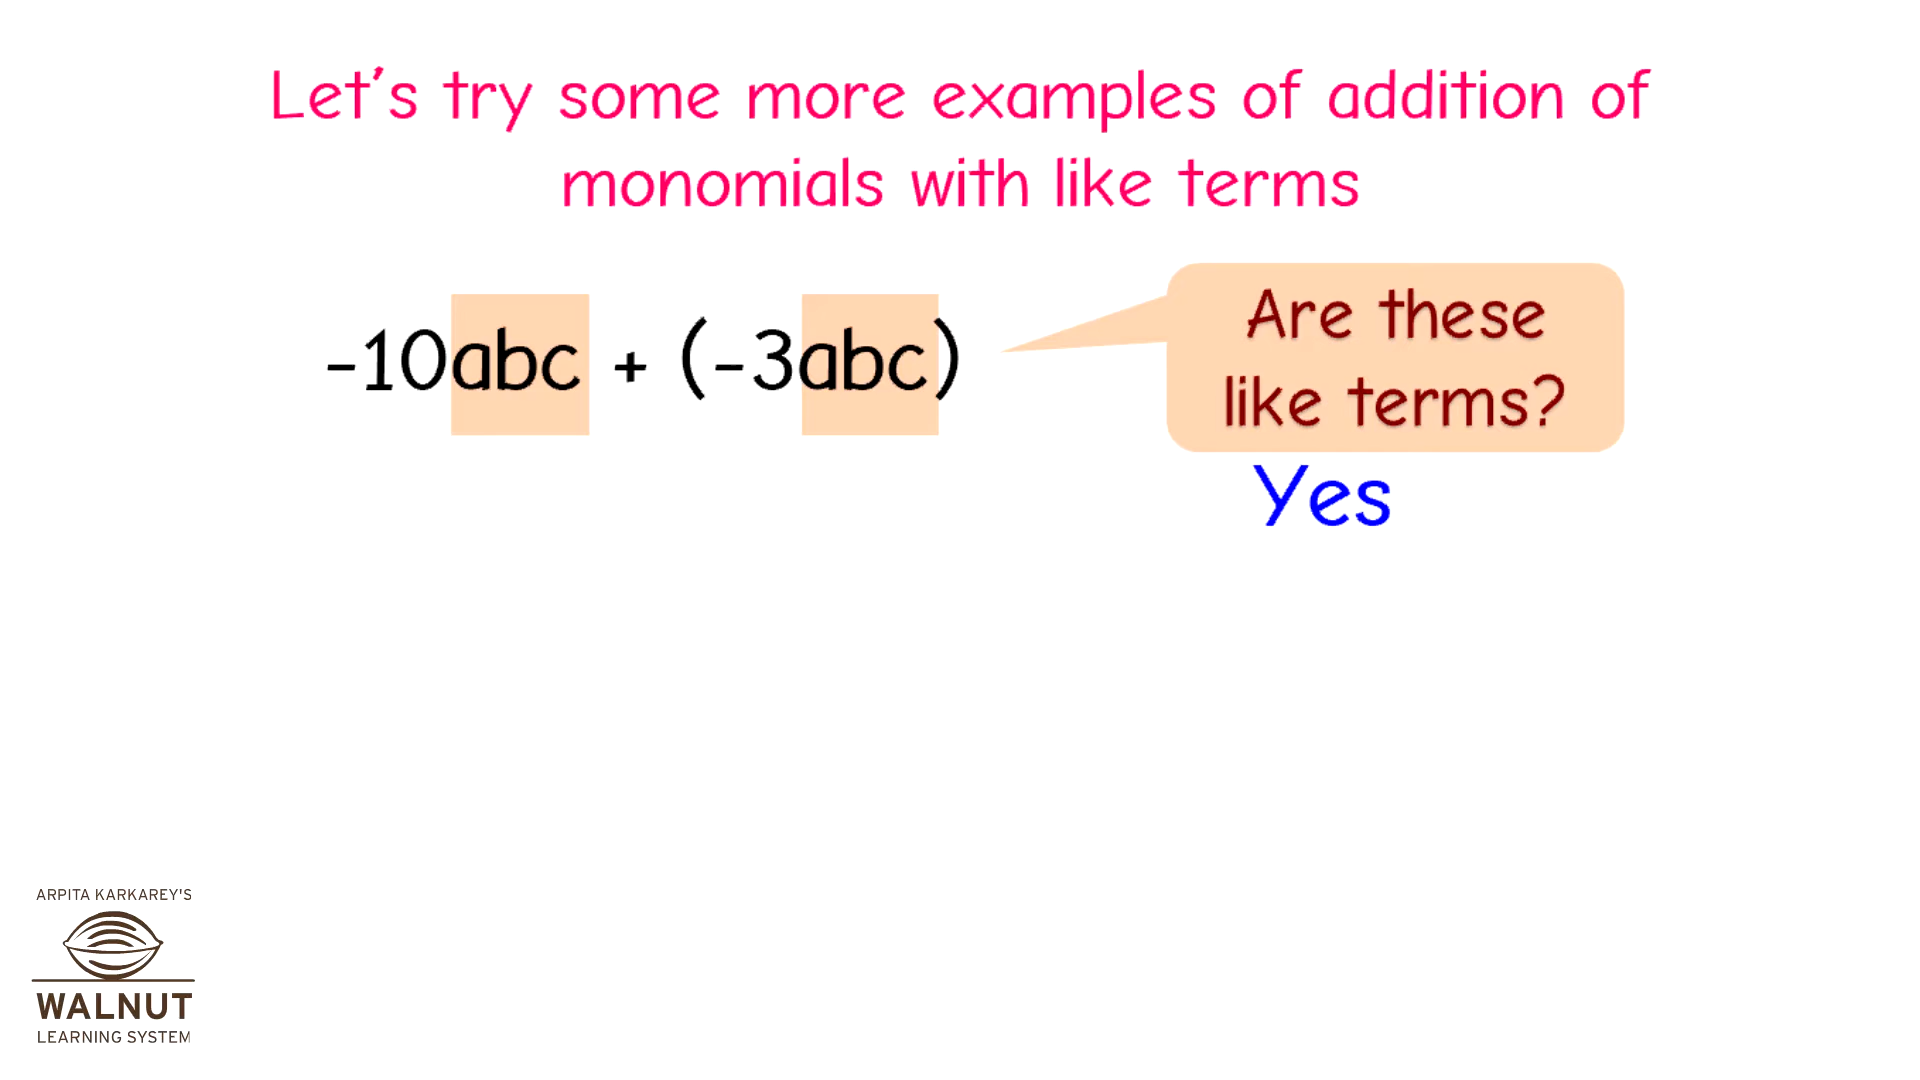 Let's try some more examples of addition of
monomials with like terms
-10abc + (-3abc)
Are these
like terms?
Yes
ARPITA KARKAREY'S
WALNUT
LEARNING SYSTEM